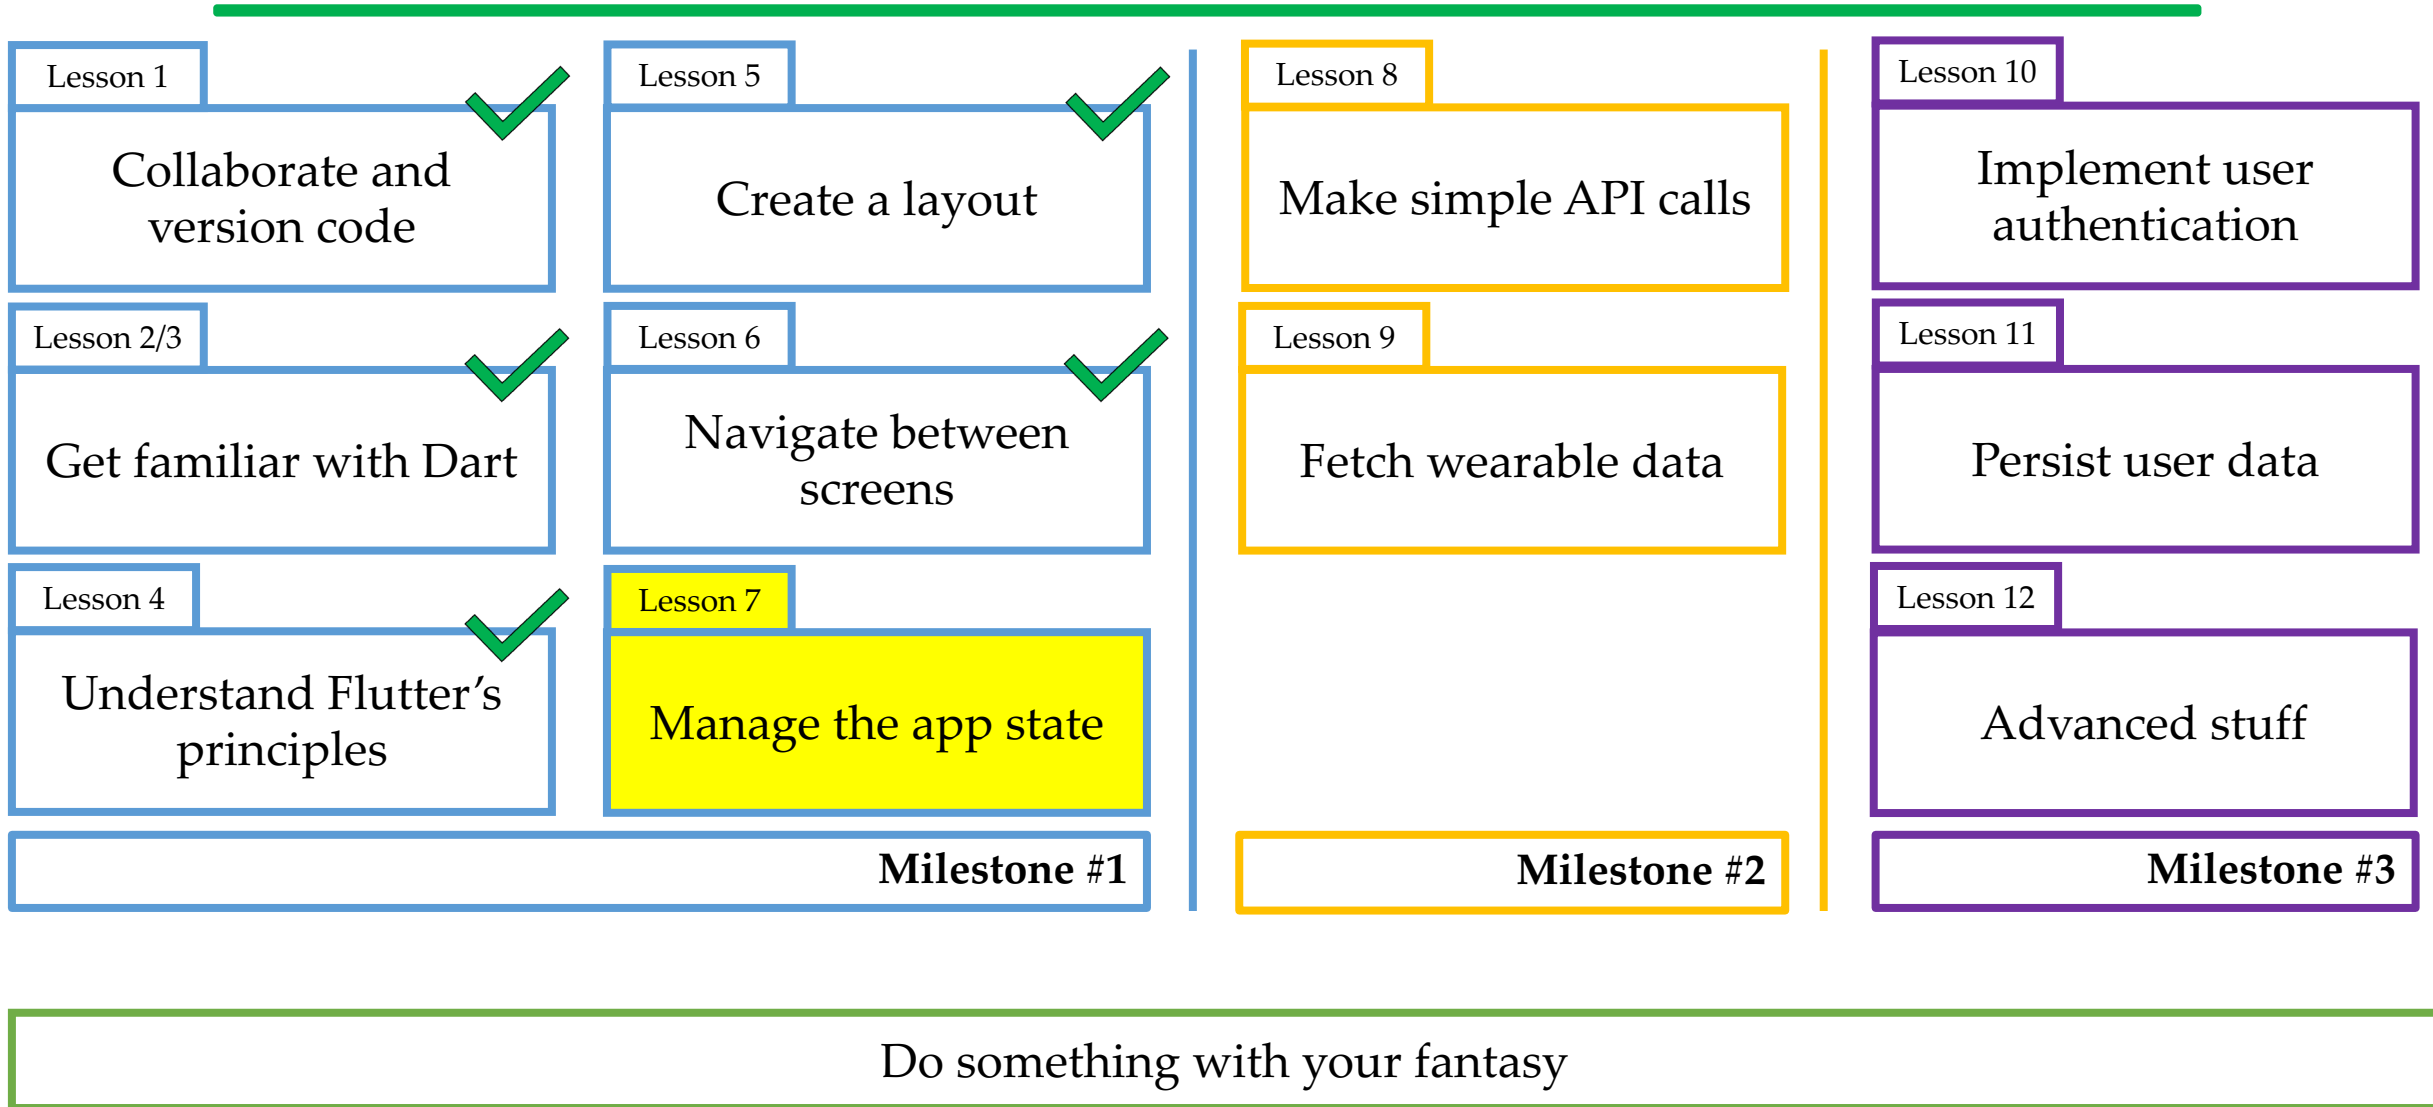 Lesson 1
Collaborate and
version code
Lesson 2/3
Get familiar with Dart
Lesson 4
Understand Flutter’s
principles
Lesson 5
Create a layout
Lesson 6
Navigate between
screens
Lesson 7
Manage the app state
Milestone #1
Lesson 8
Make simple API calls
Lesson 9
Fetch wearable data
Milestone #2
Lesson 10
Implement user
authentication
Lesson 11
Persist user data
Lesson 12
Advanced stuff
Milestone #3
Do something with your fantasy